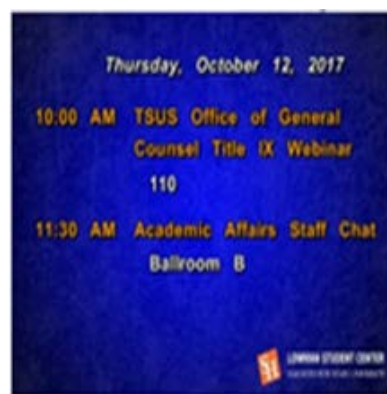 Thursday, October 12, 2017
10:00 AM TSUS Office of General
Counsel Title IX Webinar
110
11:30 AM Academic Affairs Staff Chat
Ballroom B
LOWMAN STUDENT CENTER